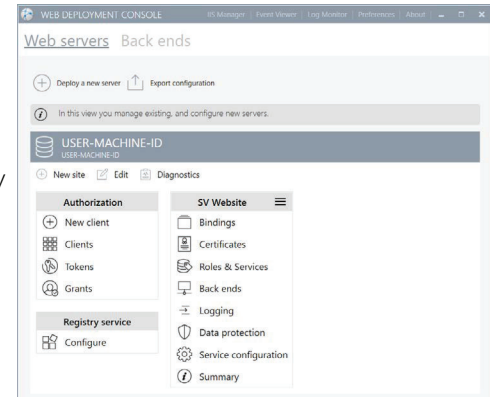 WEB DEPLOYMENT CONSOLE IIS Manager | Event Viewer | Log Monitor | Preferences | About
Web servers Back ends
Deploy a new server Export configuration
In this view you manage existing, and configure new servers.
USER-MACHINE-ID
USER-MACHINE-ID
New site Edit Diagnostics
Authorization
New client
Clients
Tokens
Grants
Registry service
Configure
SV Website
Bindings
Certificates
Roles & Services
Back ends
Logging
Data protection
Service configuration
Summary